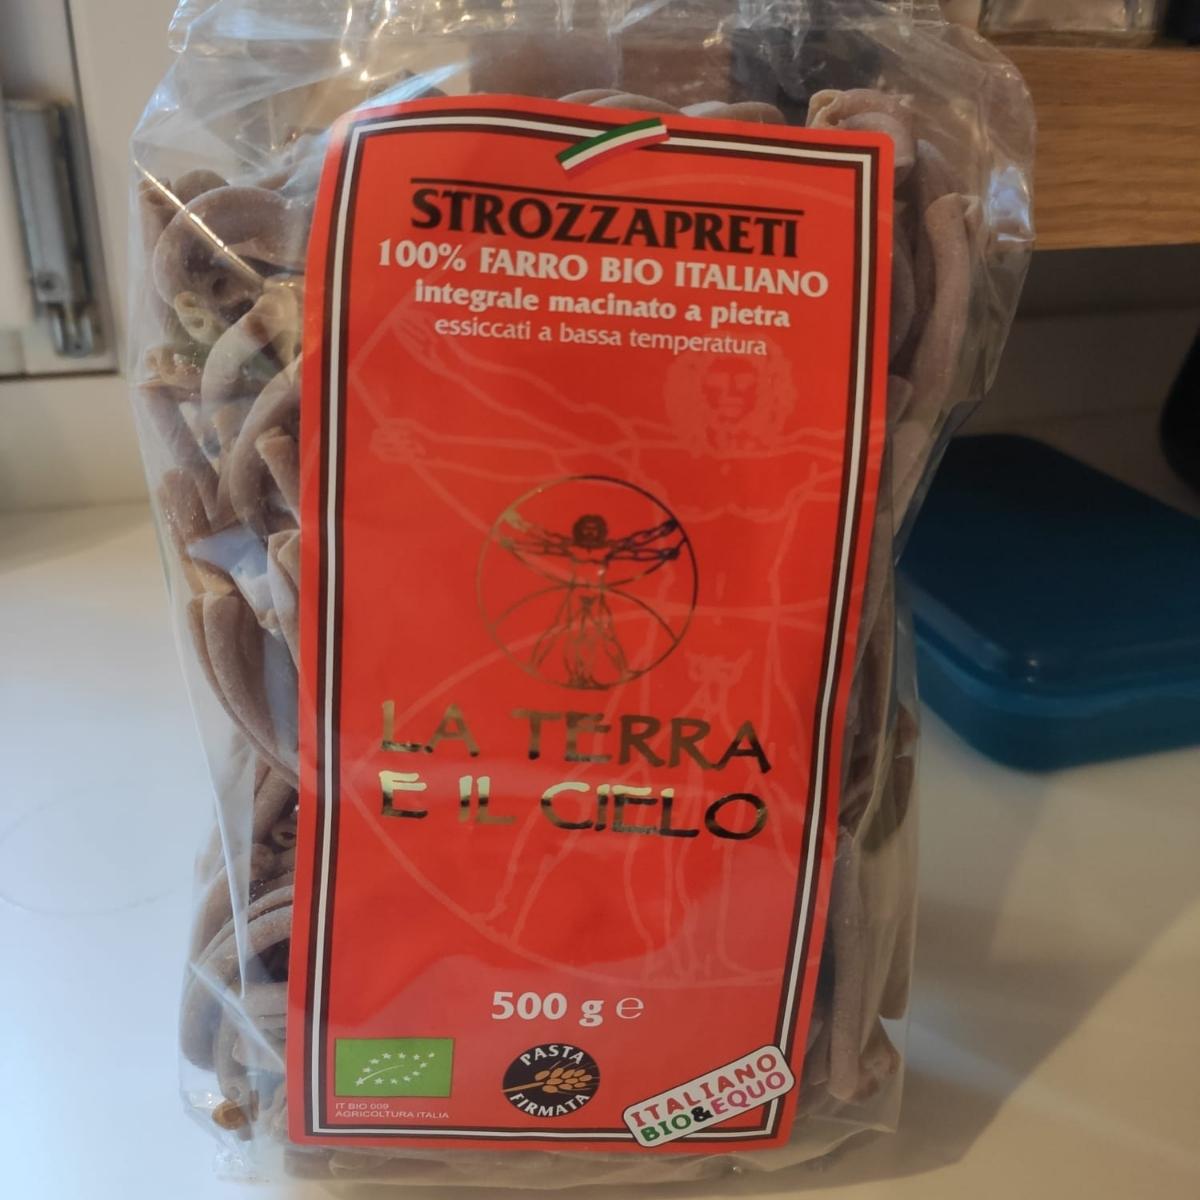 STROZZAPRETI
100% FARRO BIO ITALIANO
integrale macinato a pietra
essiccati a bassa temperatura
LA TERRA
E IL CIELO
500 g ℮
IT BIO 009
AGRICOLTURA ITALIA
PASTA
FIRMATA
ITALIANO
BIO&EQUO